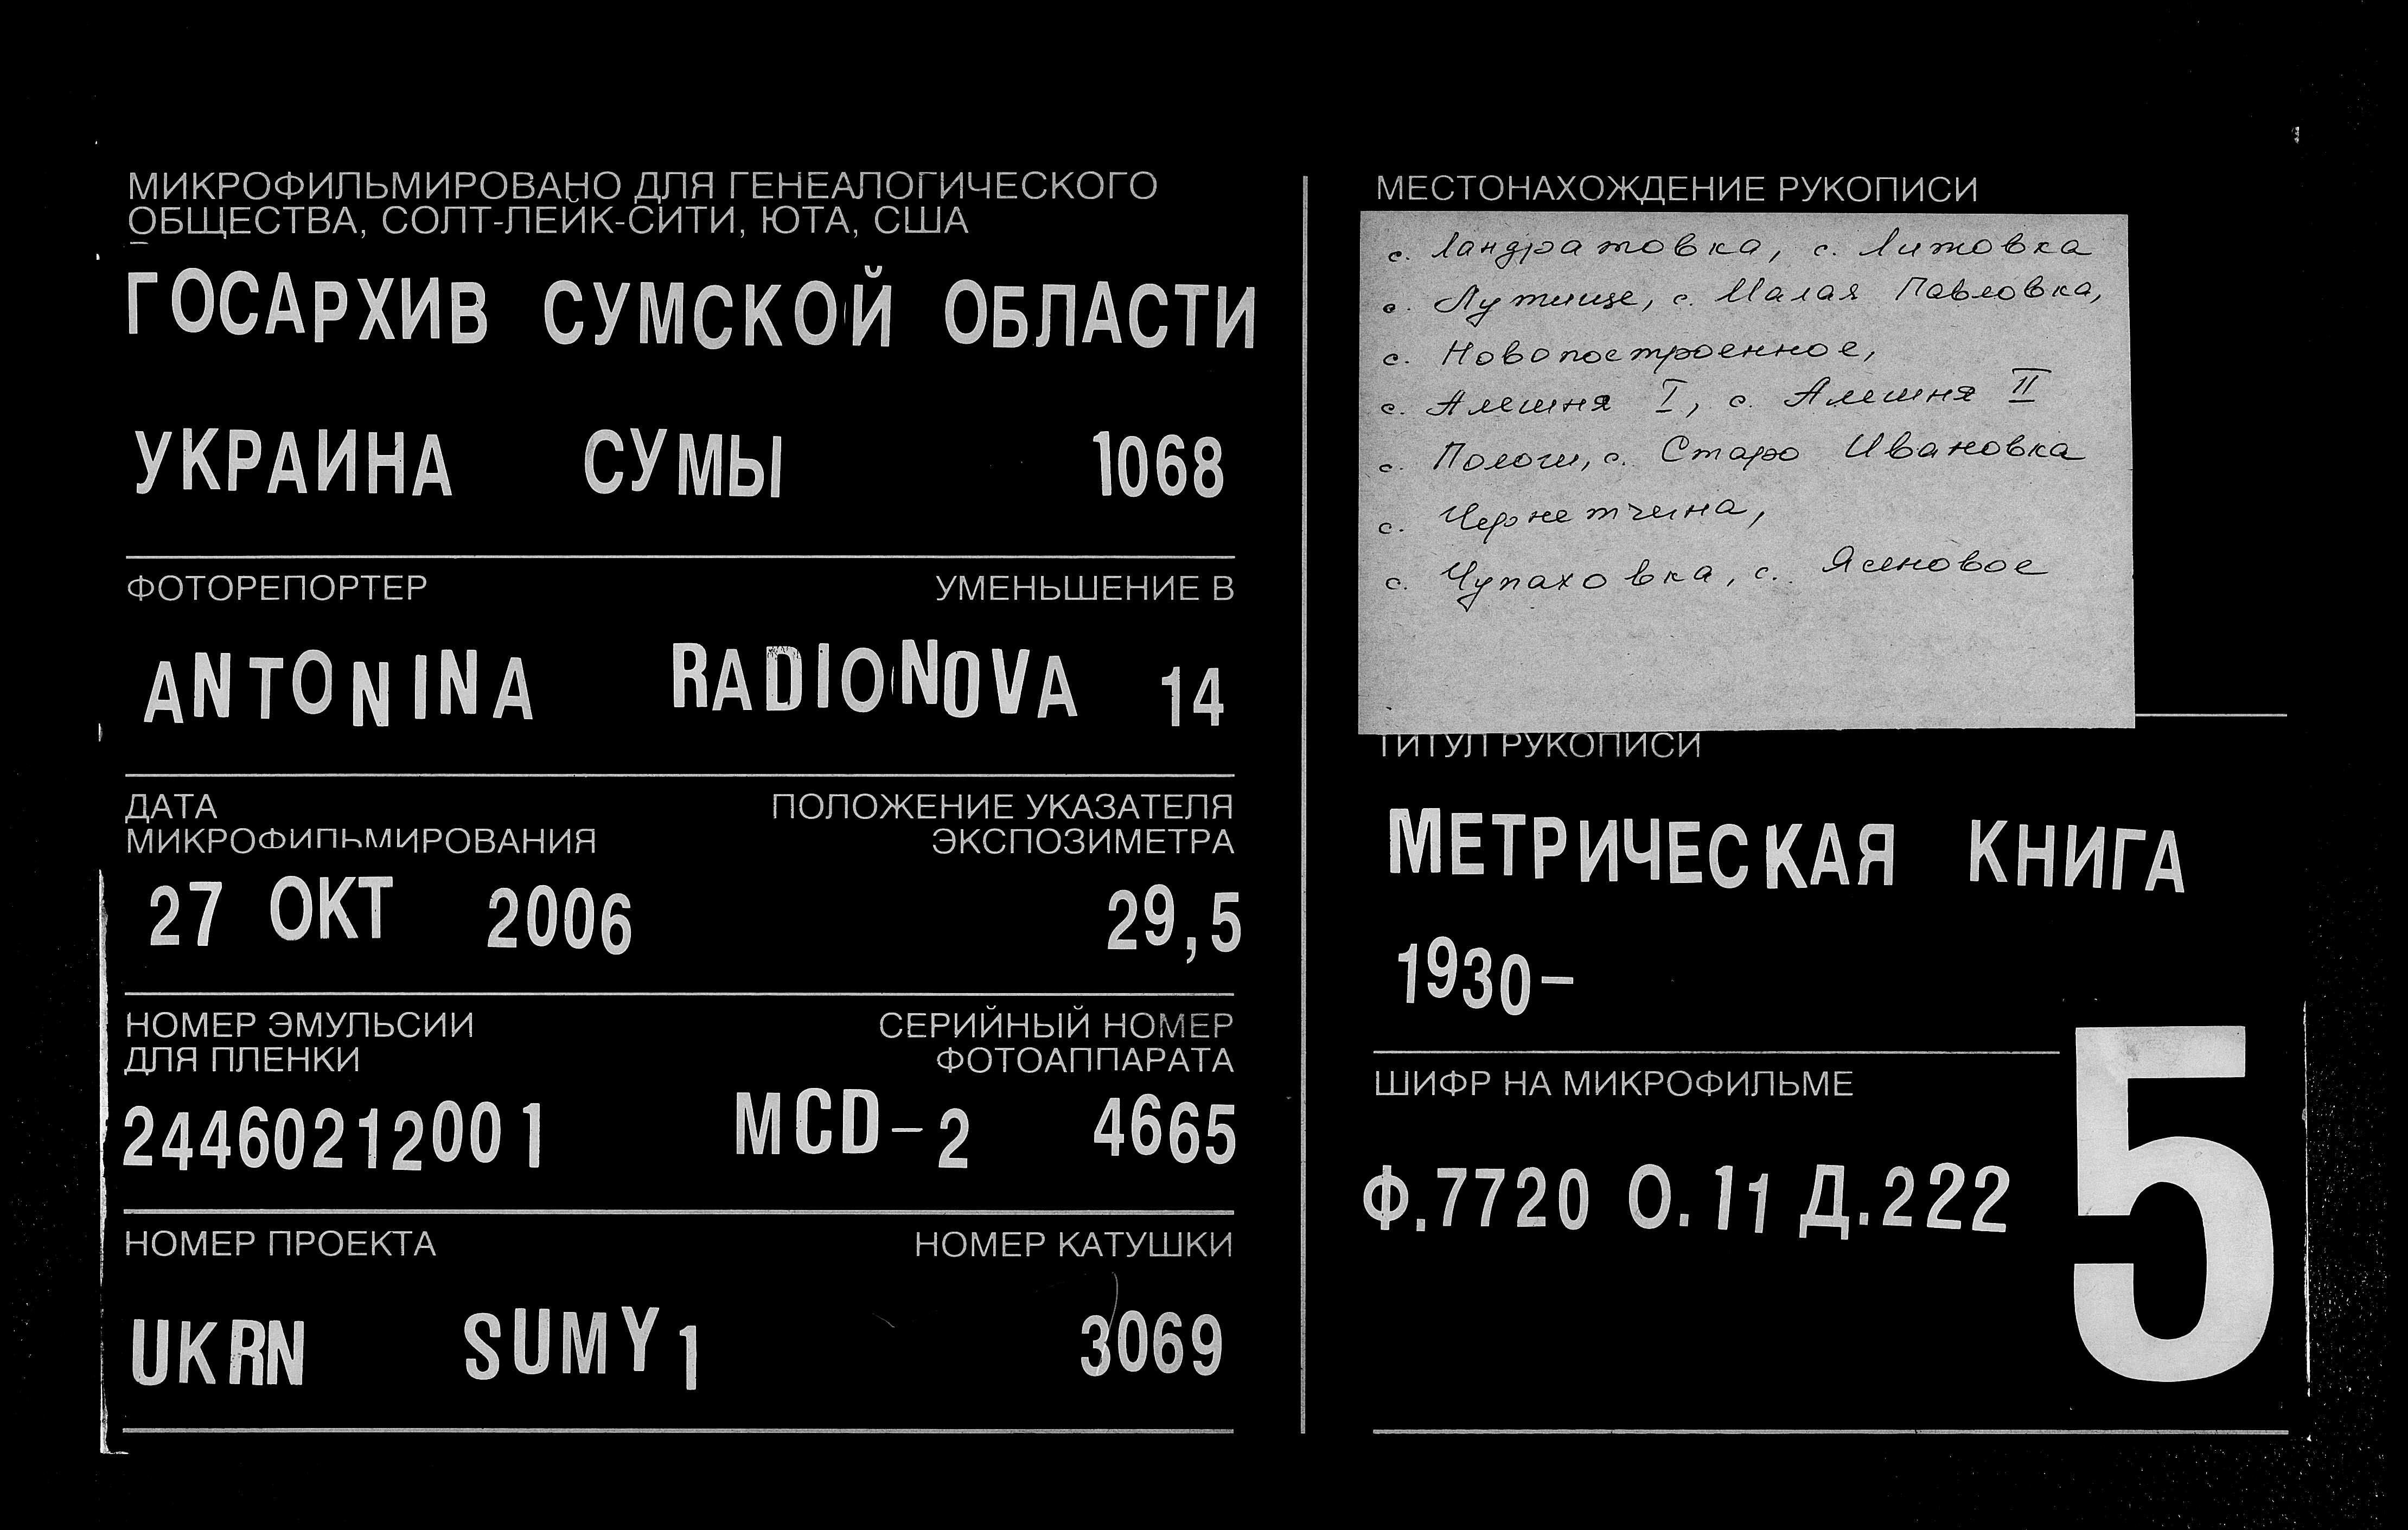 МИКРОФИЛЬМИРОВАНО ДЛЯ ГЕНЕАЛОГИЧЕСКОГО
ОБЩЕСТВА, СОЛТ-ЛЕЙК-СИТИ, ЮТА, США
ГОСАРХИВ СУМСКОЙ ОБЛАСТИ
УКРАИНА СУМЫ 1068
ФОТОРЕПОРТЕР УМЕНЬШЕНИЕ В
ANTONINA RADIONOVA 14
ДАТА ПОЛОЖЕНИЕ УКАЗАТЕЛЯ
МИКРОФИЛЬМИРОВАНИЯ ЭКСПОЗИМЕТРА
27 ОКТ 2006 29,5
НОМЕР ЭМУЛЬСИИ СЕРИЙНЫЙ НОМЕР
ДЛЯ ПЛЕНКИ ФОТОАППАРАТА
24460212001 MCD-2 4665
НОМЕР ПРОЕКТА НОМЕР КАТУШКИ
UKRN SUMY1 3069
МЕСТОНАХОЖДЕНИЕ РУКОПИСИ
с. Ландратовка, с. Литовка
с. Лутище, с. Малая Павловка,
с. Новопостроенное,
с. Алешня I, с. Алешня II
с. Пологи, с. Старо Ивановка
с. Чернетчина,
с. Чупаховка, с. Ясеновое
ТИТУЛ РУКОПИСИ
МЕТРИЧЕСКАЯ КНИГА
1930-
ШИФР НА МИКРОФИЛЬМЕ
Ф.7720 О.11 Д.222
5